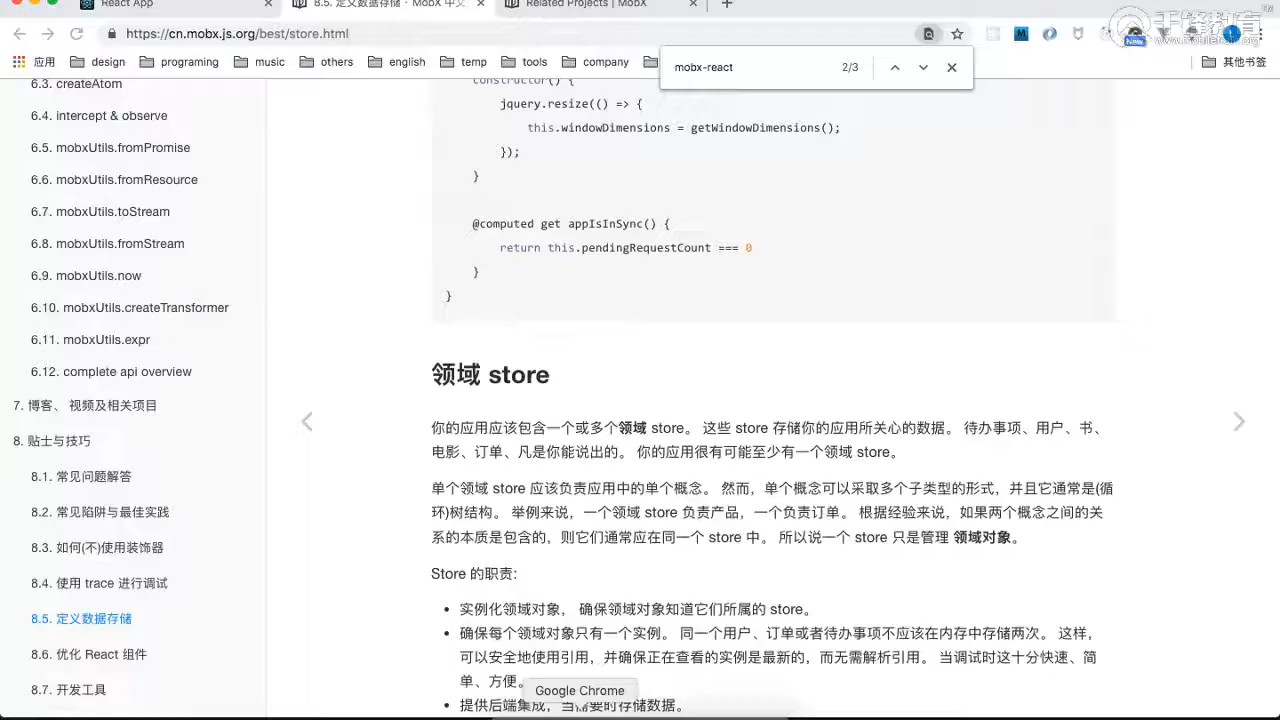 React App
8.5. 定义数据存储 · MobX 中文
Related Projects | MobX
https://cn.mobx.js.org/best/store.html
千锋教育
www.mobiletrain.org
New
应用
design
programing
music
others
english
temp
tools
company
其他书签
mobx-react
2/3
6.3. createAtom
6.4. intercept & observe
6.5. mobxUtils.fromPromise
6.6. mobxUtils.fromResource
6.7. mobxUtils.toStream
6.8. mobxUtils.fromStream
6.9. mobxUtils.now
6.10. mobxUtils.createTransformer
6.11. mobxUtils.expr
6.12. complete api overview
7. 博客、 视频及相关项目
8. 贴士与技巧
8.1. 常见问题解答
8.2. 常见陷阱与最佳实践
8.3. 如何(不)使用装饰器
8.4. 使用 trace 进行调试
8.5. 定义数据存储
8.6. 优化 React 组件
8.7. 开发工具
constructor() {
jquery.resize(() => {
this.windowDimensions = getWindowDimensions();
});
}
@computed get appIsInSync() {
return this.pendingRequestCount === 0
}
}
领域 store
你的应用应该包含一个或多个领域 store。 这些 store 存储你的应用所关心的数据。 待办事项、用户、书、
电影、订单、凡是你能说出的。 你的应用很有可能至少有一个领域 store。
单个领域 store 应该负责应用中的单个概念。 然而，单个概念可以采取多个子类型的形式，并且它通常是(循
环)树结构。 举例来说，一个领域 store 负责产品，一个负责订单。 根据经验来说，如果两个概念之间的关
系的本质是包含的，则它们通常应在同一个 store 中。 所以说一个 store 只是管理 领域对象。
Store 的职责:
• 实例化领域对象， 确保领域对象知道它们所属的 store。
• 确保每个领域对象只有一个实例。 同一个用户、订单或者待办事项不应该在内存中存储两次。 这样，
可以安全地使用引用，并确保正在查看的实例是最新的，而无需解析引用。 当调试时这十分快速、简
单、方便。
• 提供后端集成，当需要时存储数据。
Google Chrome